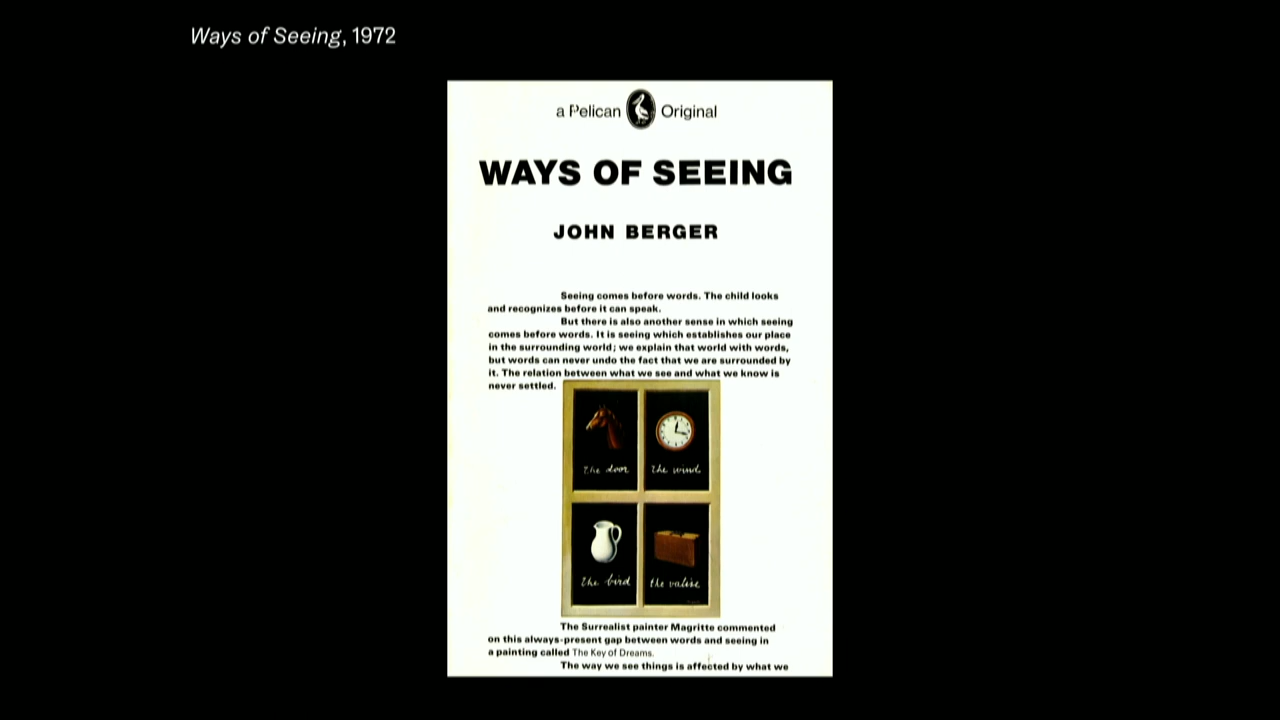 Ways of Seeing, 1972
a Pelican Original
WAYS OF SEEING
JOHN BERGER
Seeing comes before words. The child looks
and recognizes before it can speak.
But there is also another sense in which seeing
comes before words. It is seeing which establishes our place
in the surrounding world; we explain that world with words,
but words can never undo the fact that we are surrounded by
it. The relation between what we see and what we know is
never settled.
the door
the wind
the bird
the valise
The Surrealist painter Magritte commented
on this always-present gap between words and seeing in
a painting called The Key of Dreams.
The way we see things is affected by what we